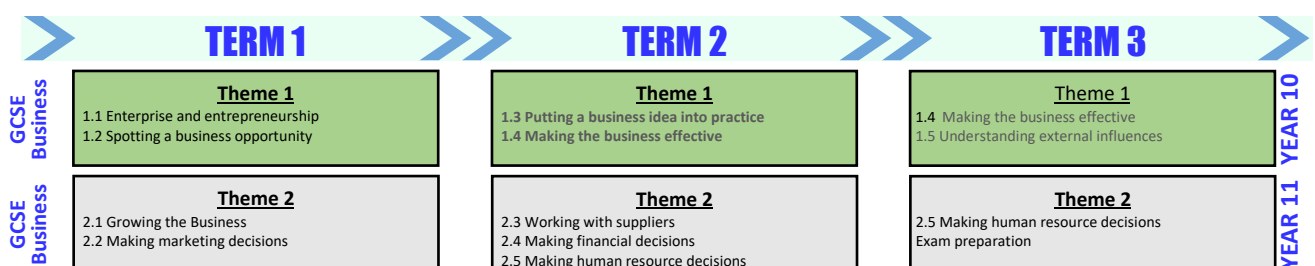 TERM 1
TERM 2
TERM 3
GCSE
Business
Theme 1
1.1 Enterprise and entrepreneurship
1.2 Spotting a business opportunity
Theme 1
1.3 Putting a business idea into practice
1.4 Making the business effective
Theme 1
1.4 Making the business effective
1.5 Understanding external influences
YEAR 10
GCSE
Business
Theme 2
2.1 Growing the Business
2.2 Making marketing decisions
Theme 2
2.3 Working with suppliers
2.4 Making financial decisions
2.5 Making human resource decisions
Theme 2
2.5 Making human resource decisions
Exam preparation
YEAR 11